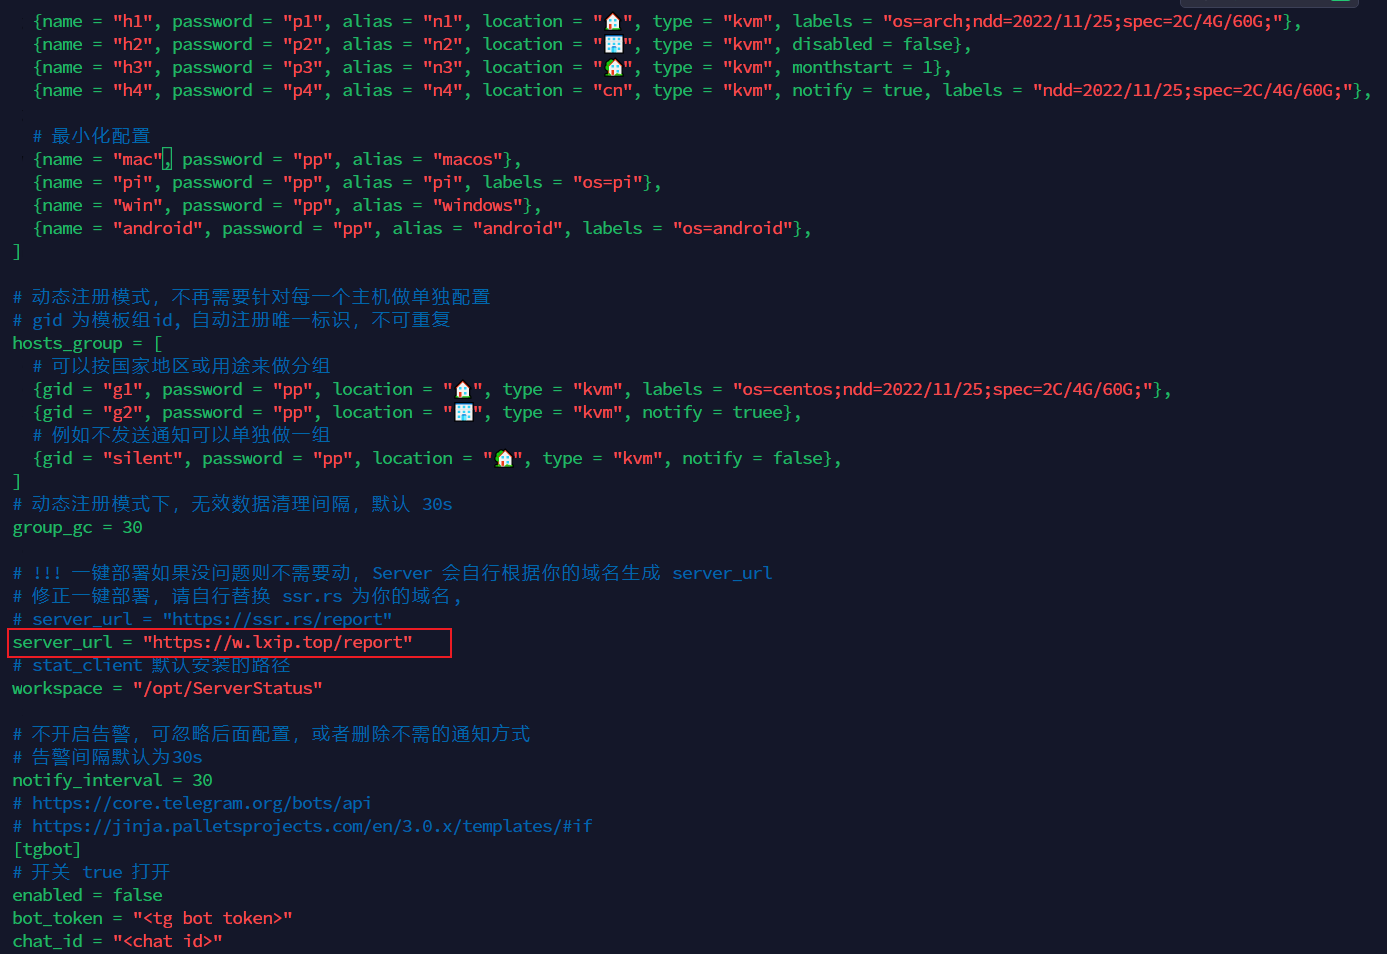 {name = "h1", password = "p1", alias = "n1", location = "🏠", type = "kvm", labels = "os=arch;ndd=2022/11/25;spec=2C/4G/60G;"},
{name = "h2", password = "p2", alias = "n2", location = "🏢", type = "kvm", disabled = false},
{name = "h3", password = "p3", alias = "n3", location = "🏡", type = "kvm", monthstart = 1},
{name = "h4", password = "p4", alias = "n4", location = "cn", type = "kvm", notify = true, labels = "ndd=2022/11/25;spec=2C/4G/60G;"},
# 最小化配置
{name = "mac", password = "pp", alias = "macos"},
{name = "pi", password = "pp", alias = "pi", labels = "os=pi"},
{name = "win", password = "pp", alias = "windows"},
{name = "android", password = "pp", alias = "android", labels = "os=android"},
]
# 动态注册模式，不再需要针对每一个主机做单独配置
# gid 为模板组id，自动注册唯一标识，不可重复
hosts_group = [
# 可以按国家地区或用途来做分组
{gid = "g1", password = "pp", location = "🏠", type = "kvm", labels = "os=centos;ndd=2022/11/25;spec=2C/4G/60G;"},
{gid = "g2", password = "pp", location = "🏢", type = "kvm", notify = truee},
# 例如不发送通知可以单独做一组
{gid = "silent", password = "pp", location = "🏡", type = "kvm", notify = false},
]
# 动态注册模式下，无效数据清理间隔，默认 30s
group_gc = 30
# !!! 一键部署如果没问题则不需要动，Server 会自行根据你的域名生成 server_url
# 修正一键部署，请自行替换 ssr.rs 为你的域名，
# server_url = "https://ssr.rs/report"
server_url = "https://w.lxip.top/report"
# stat_client 默认安装的路径
workspace = "/opt/ServerStatus"
# 不开启告警，可忽略后面配置，或者删除不需的通知方式
# 告警间隔默认为30s
notify_interval = 30
# https://core.telegram.org/bots/api
# https://jinja.palletsprojects.com/en/3.0.x/templates/#if
[tgbot]
# 开关 true 打开
enabled = false
bot_token = "<tg bot token>"
chat_id = "<chat id>"